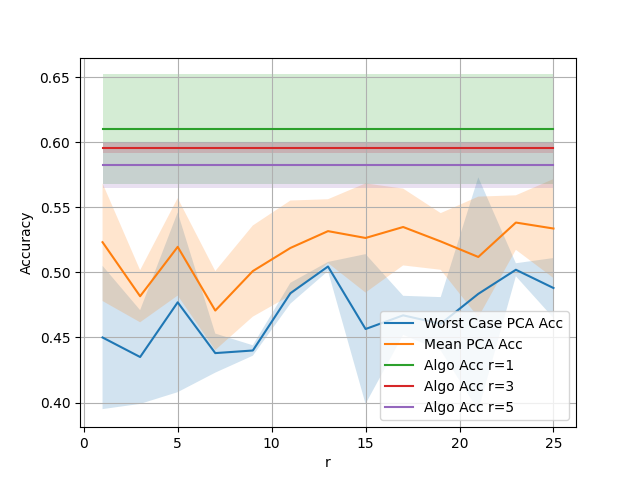 0.65
0.60
0.55
0.50
0.45
0.40
Accuracy
Worst Case PCA Acc
Mean PCA Acc
Algo Acc r=1
Algo Acc r=3
Algo Acc r=5
0 5 10 15 20 25
r